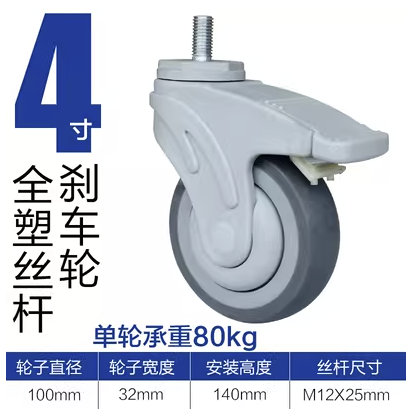 4寸
刹车轮
全塑丝杆
单轮承重80kg
轮子直径 轮子宽度 安装高度 丝杆尺寸
100mm 32mm 140mm M12X25mm